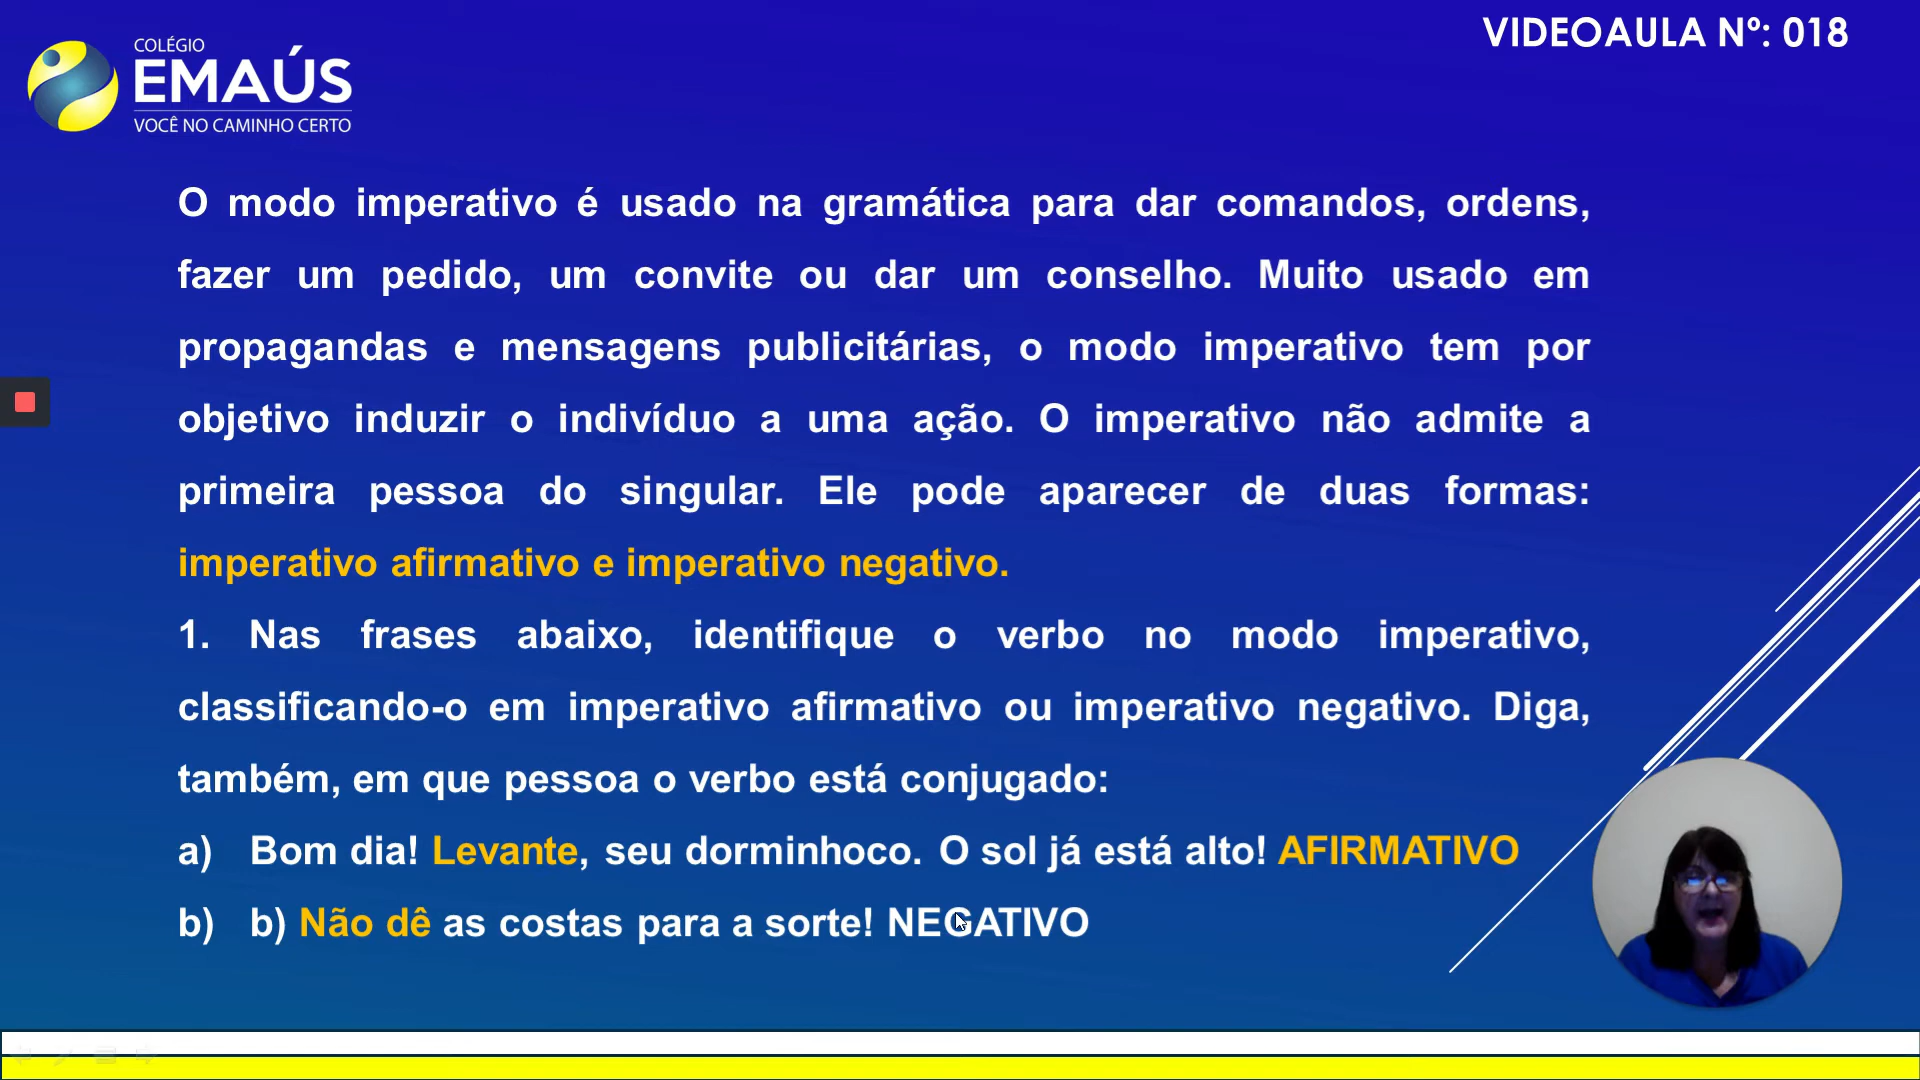 COLÉGIO
EMAÚS
VOCÊ NO CAMINHO CERTO
VIDEOAULA Nº: 018
O modo imperativo é usado na gramática para dar comandos, ordens,
fazer um pedido, um convite ou dar um conselho. Muito usado em
propagandas e mensagens publicitárias, o modo imperativo tem por
objetivo induzir o indivíduo a uma ação. O imperativo não admite a
primeira pessoa do singular. Ele pode aparecer de duas formas:
imperativo afirmativo e imperativo negativo.
1. Nas frases abaixo, identifique o verbo no modo imperativo,
classificando-o em imperativo afirmativo ou imperativo negativo. Diga,
também, em que pessoa o verbo está conjugado:
a) Bom dia! Levante, seu dorminhoco. O sol já está alto! AFIRMATIVO
b) b) Não dê as costas para a sorte! NEGATIVO